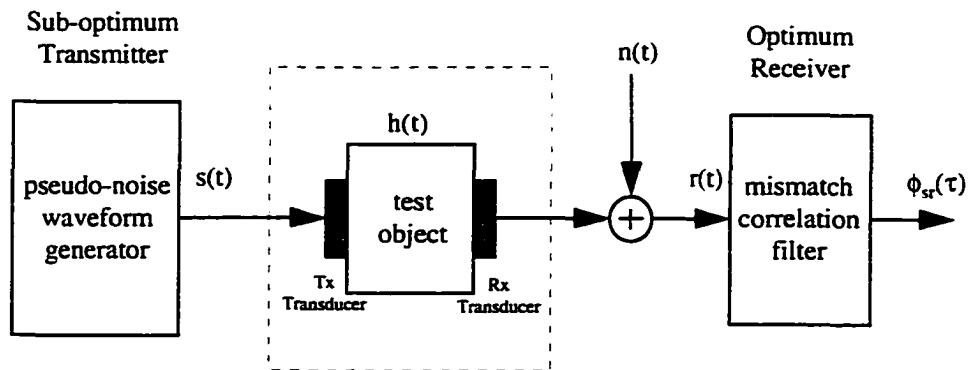 Sub-optimum
Transmitter
pseudo-noise
waveform
generator
s(t)
h(t)
test
object
Tx
Transducer
Rx
Transducer
n(t)
+
r(t)
Optimum
Receiver
mismatch
correlation
filter
ϕsr(τ)